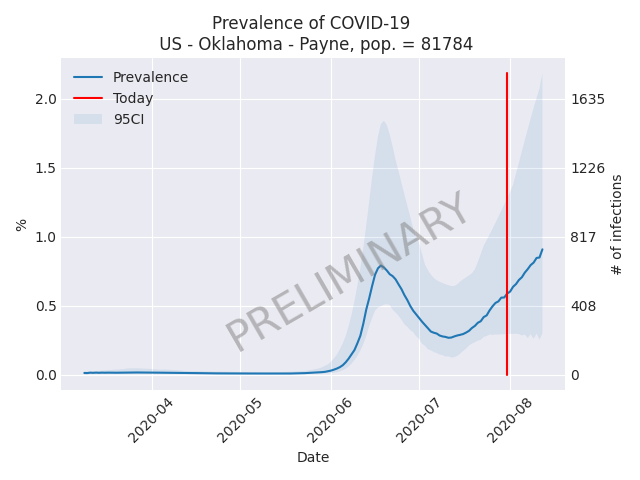 Prevalence of COVID-19
US - Oklahoma - Payne, pop. = 81784
Prevalence
Today
95CI
2.0
1.5
1.0
0.5
0.0
%
1635
1226
817
408
0
# of infections
PRELIMINARY
2020-04
2020-05
2020-06
2020-07
2020-08
Date